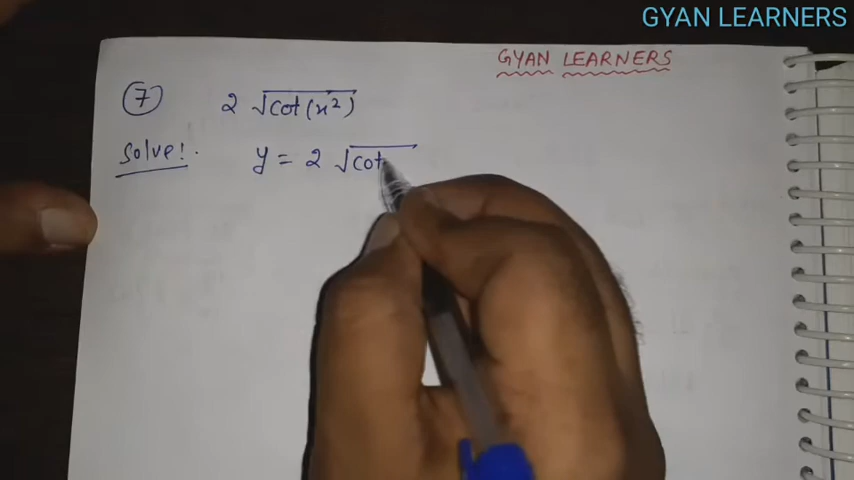 GYAN LEARNERS
GYAN LEARNERS
7 2 √cot(x²)
Solve! y = 2 √cot